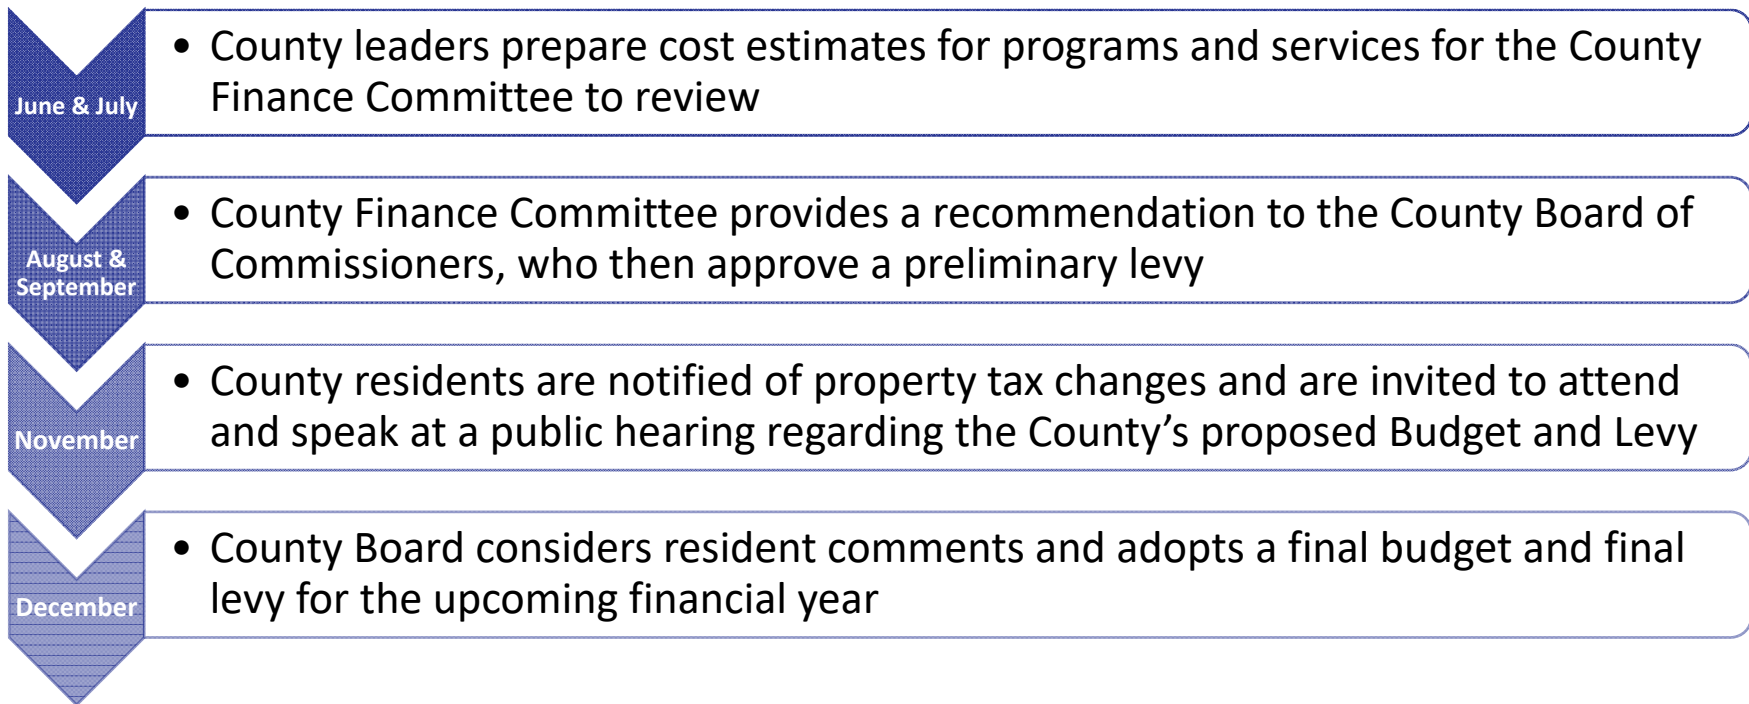 June & July
• County leaders prepare cost estimates for programs and services for the County
Finance Committee to review
August &
September
• County Finance Committee provides a recommendation to the County Board of
Commissioners, who then approve a preliminary levy
November
• County residents are notified of property tax changes and are invited to attend
and speak at a public hearing regarding the County’s proposed Budget and Levy
December
• County Board considers resident comments and adopts a final budget and final
levy for the upcoming financial year